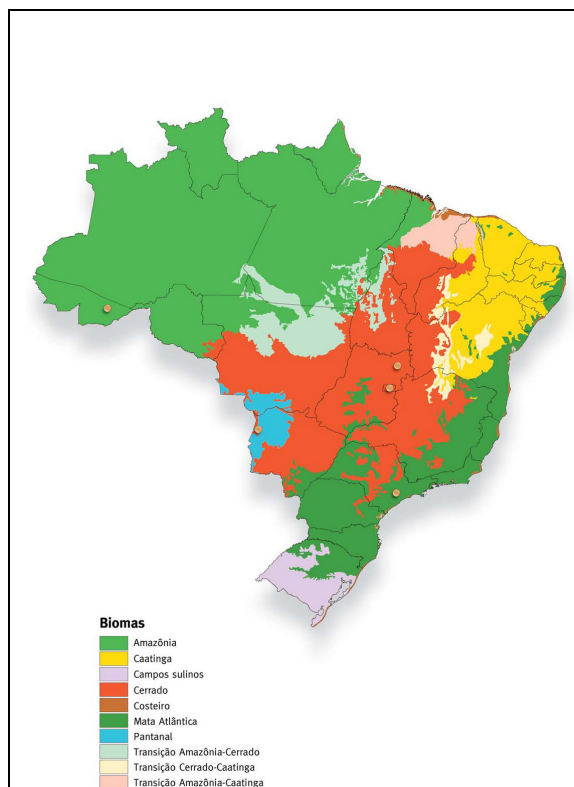 Biomas
Amazônia
Caatinga
Campos sulinos
Cerrado
Costeiro
Mata Atlântica
Pantanal
Transição Amazônia-Cerrado
Transição Cerrado-Caatinga
Transição Amazônia-Caatinga